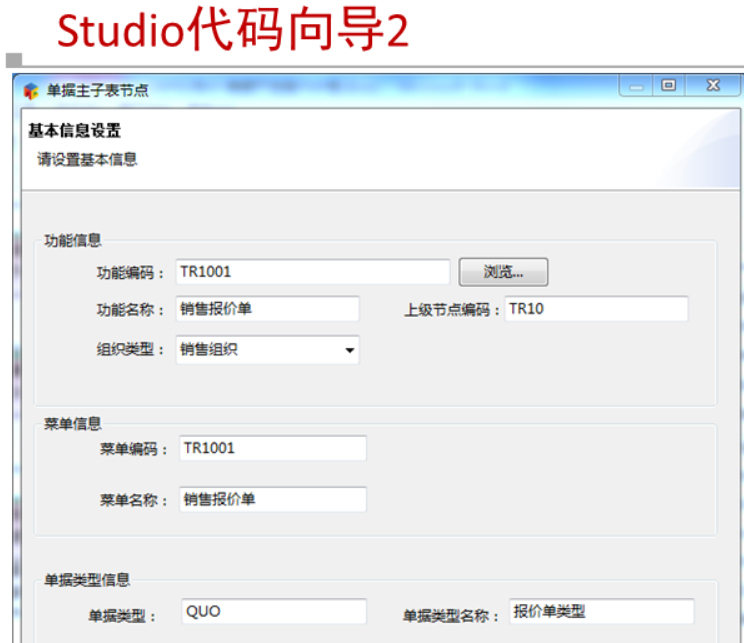 Studio代码向导2
单据主子表节点
基本信息设置
请设置基本信息
功能信息
功能编码： TR1001 浏览...
功能名称： 销售报价单 上级节点编码： TR10
组织类型： 销售组织
菜单信息
菜单编码： TR1001
菜单名称： 销售报价单
单据类型信息
单据类型： QUO 单据类型名称： 报价单类型